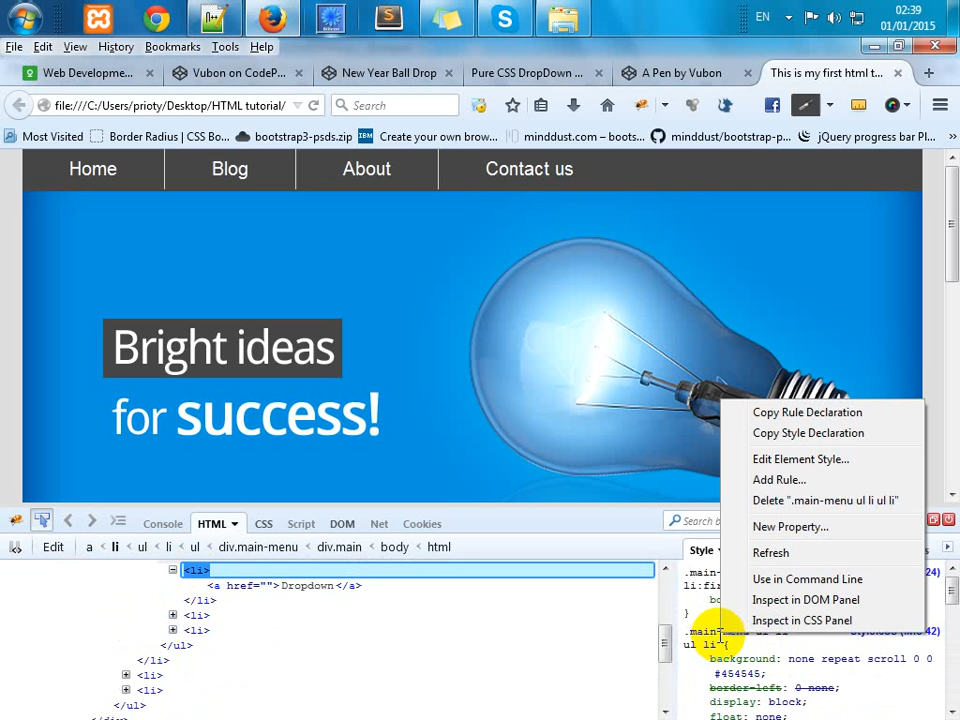 EN
02:39
01/01/2015
File Edit View History Bookmarks Tools Help
Web Developme...
Vubon on CodeP...
New Year Ball Drop
Pure CSS DropDown ...
A Pen by Vubon
This is my first html t...
file:///C:/Users/prioty/Desktop/HTML tutorial/
Search
Most Visited
Border Radius | CSS Bo...
bootstrap3-psds.zip
IBM
Create your own brow...
minddust.com – boots...
minddust/bootstrap-p...
jQuery progress bar Pl...
Home Blog About Contact us
Bright ideas
for success!
Copy Rule Declaration
Copy Style Declaration
Edit Element Style...
Add Rule...
Delete ".main-menu ul li ul li"
New Property...
Refresh
Use in Command Line
Inspect in DOM Panel
Inspect in CSS Panel
Console HTML CSS Script DOM Net Cookies
Edit
a < li < ul < li < ul < div.main-menu < div.main < body < html
Style
<li>
<a href="">Dropdown</a>
</li>
<li>
<li>
</ul>
</li>
<li>
<li>
</ul>
24)
li:fir
}
ul li {
background: none repeat scroll 0 0
#454545;
border-left: 0 none;
display: block;
float: none;